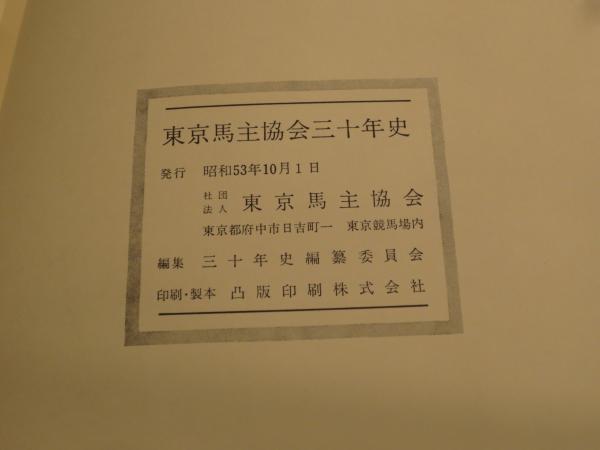 東京馬主協会三十年史
発行 昭和53年10月1日
社団法人 東京馬主協会
東京都府中市日吉町一 東京競馬場内
編集 三十年史編纂委員会
印刷・製本 凸版印刷株式会社